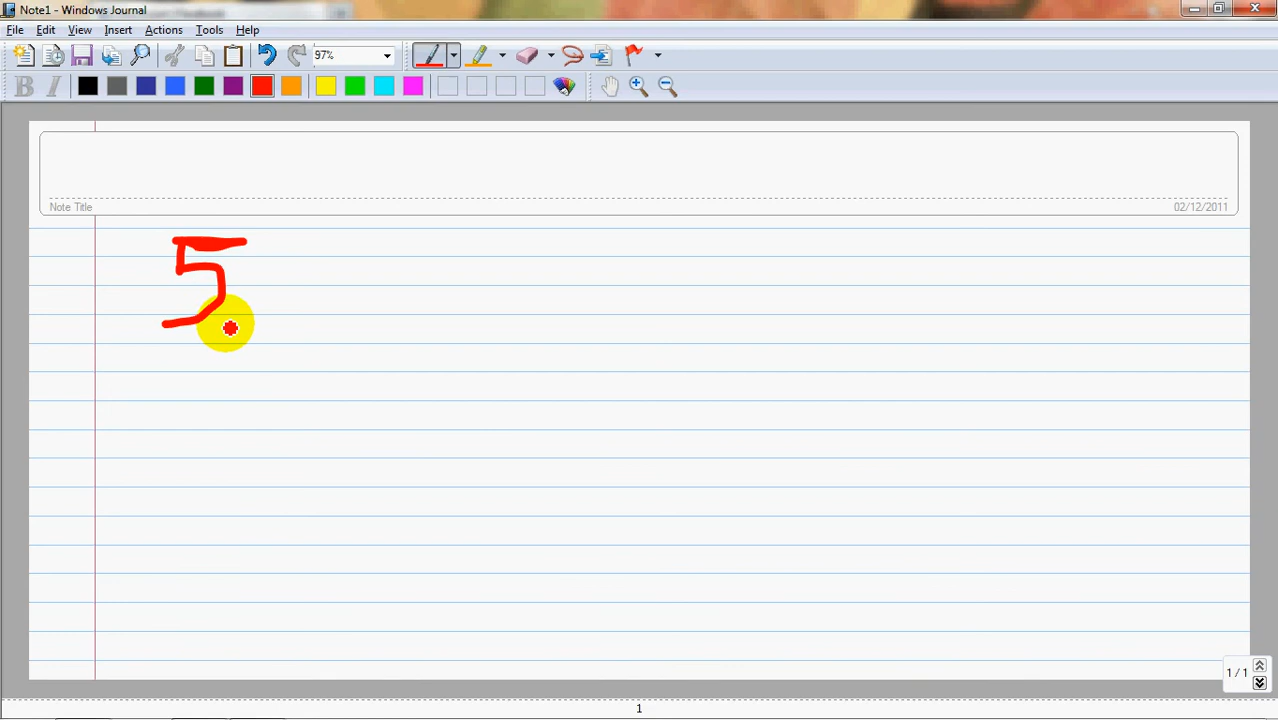 Note1 - Windows Journal
File Edit View Insert Actions Tools Help
97%
B I
Note Title
02/12/2011
5
1 / 1
1